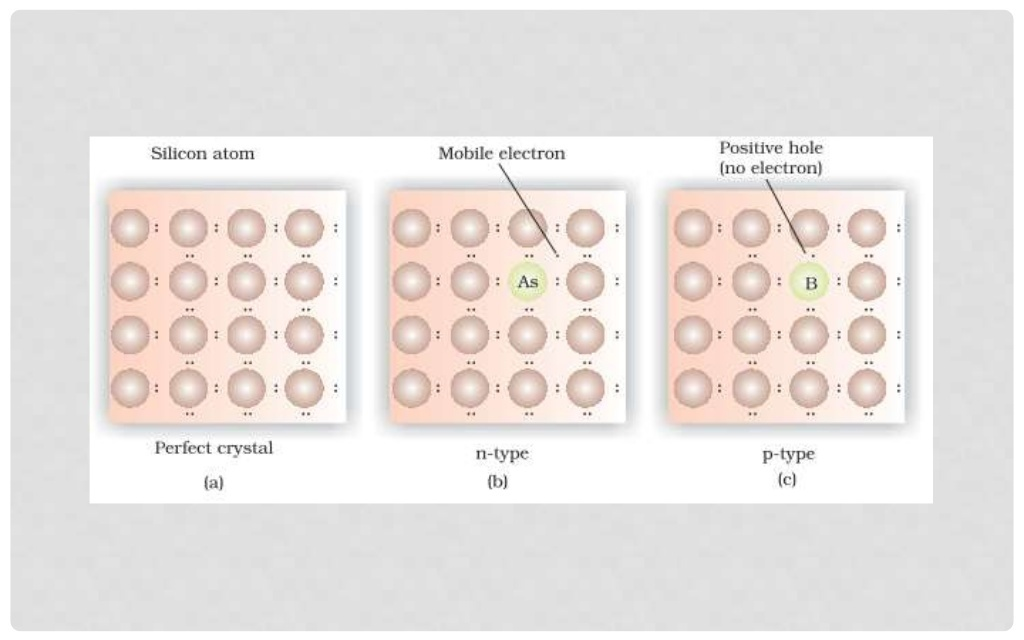 Silicon atom
Mobile electron
Positive hole
(no electron)
As
B
Perfect crystal
n-type
p-type
(a)
(b)
(c)